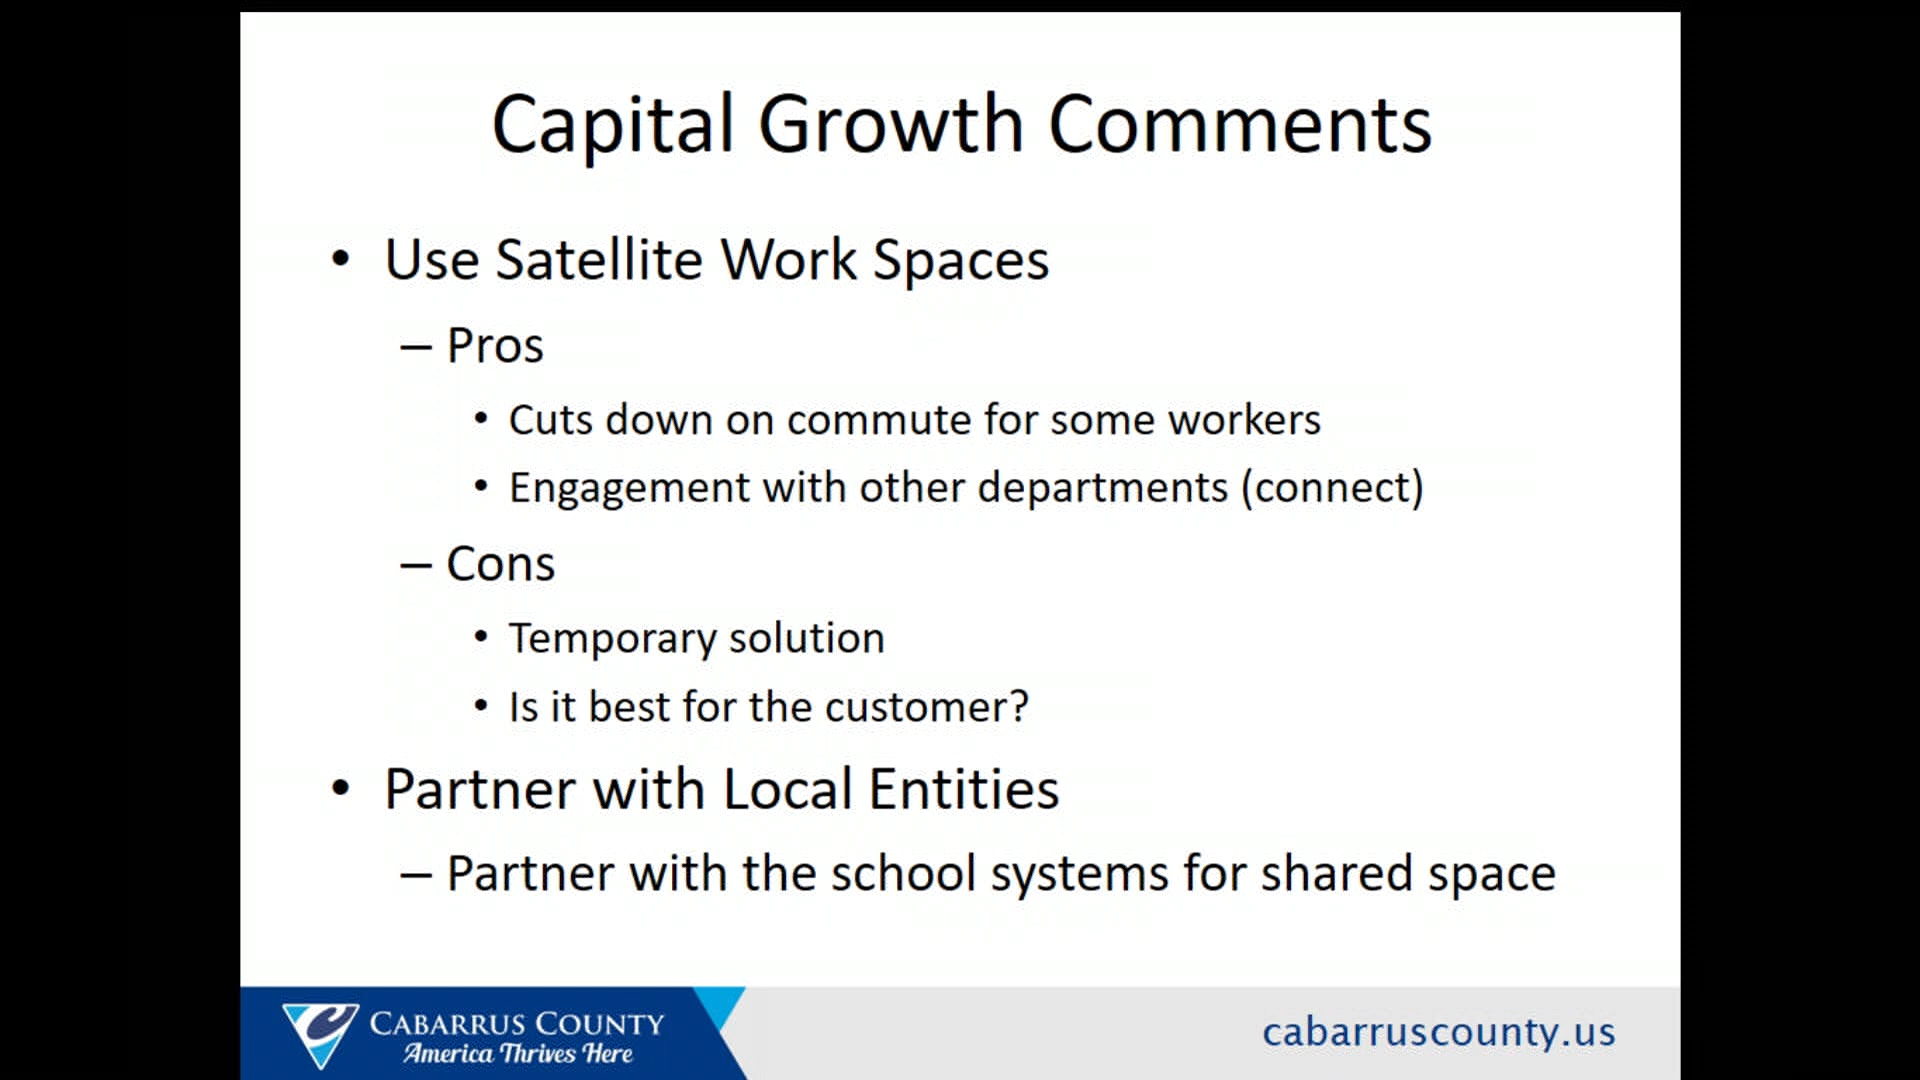 Capital Growth Comments
• Use Satellite Work Spaces
– Pros
• Cuts down on commute for some workers
• Engagement with other departments (connect)
– Cons
• Temporary solution
• Is it best for the customer?
• Partner with Local Entities
– Partner with the school systems for shared space
CABARRUS COUNTY
America Thrives Here
cabarruscounty.us